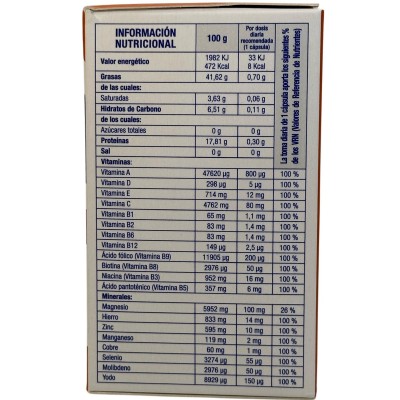 INFORMACIÓN NUTRICIONAL 100 g Por dosis diaria recomendada (1 cápsula) La toma diaria de 1 cápsula aporta los siguientes % de los VRN (Valores de Referencia de Nutrientes)
Valor energético 1982 KJ 33 KJ
472 Kcal 8 Kcal
Grasas 41,62 g 0,70 g
de las cuales:
Saturadas 3,63 g 0,06 g
Hidratos de Carbono 6,51 g 0,11 g
de los cuales:
Azúcares totales 0 g 0 g
Proteínas 17,81 g 0,30 g
Sal 0 g 0 g
Vitaminas:
Vitamina A 47620 µg 800 µg 100 %
Vitamina D 298 µg 5 µg 100 %
Vitamina E 714 mg 12 mg 100 %
Vitamina C 4762 mg 80 mg 100 %
Vitamina B1 65 mg 1,1 mg 100 %
Vitamina B2 83 mg 1,4 mg 100 %
Vitamina B6 83 mg 1,4 mg 100 %
Vitamina B12 149 µg 2,5 µg 100 %
Ácido fólico (Vitamina B9) 11905 µg 200 µg 100 %
Biotina (Vitamina B8) 2976 µg 50 µg 100 %
Niacina (Vitamina B3) 952 mg 16 mg 100 %
Ácido pantoténico (Vitamina B5) 357 mg 6 mg 100 %
Minerales:
Magnesio 5952 mg 100 mg 26 %
Hierro 833 mg 14 mg 100 %
Zinc 595 mg 10 mg 100 %
Manganeso 119 mg 2 mg 100 %
Cobre 60 mg 1 mg 100 %
Selenio 3274 µg 55 µg 100 %
Molibdeno 2976 µg 50 µg 100 %
Yodo 8929 µg 150 µg 100 %